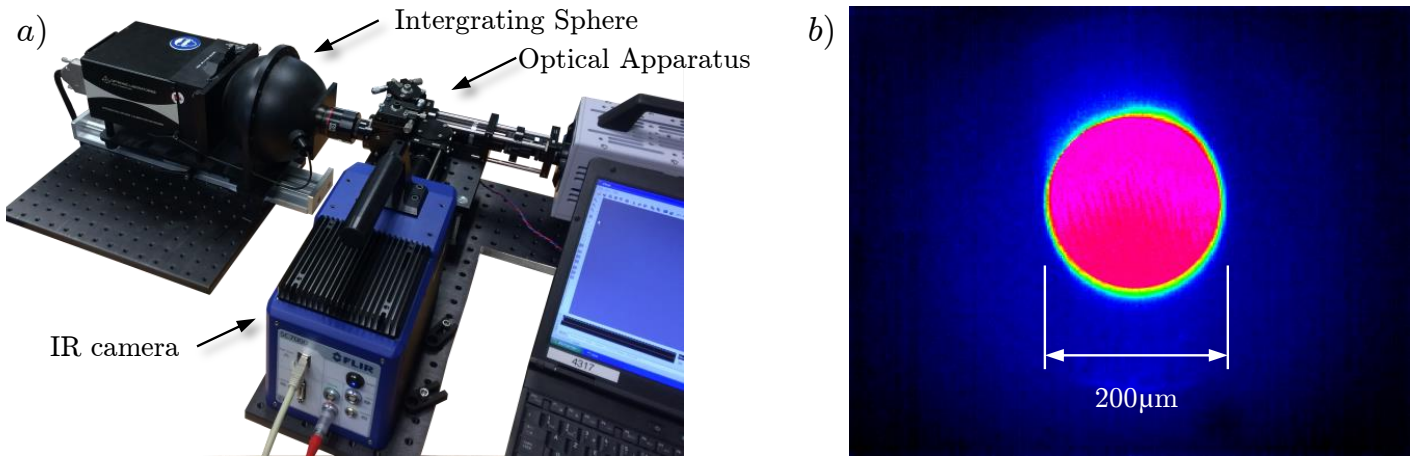 a)
Intergrating Sphere
Optical Apparatus
IR camera
FLIR
4317
b)
200µm